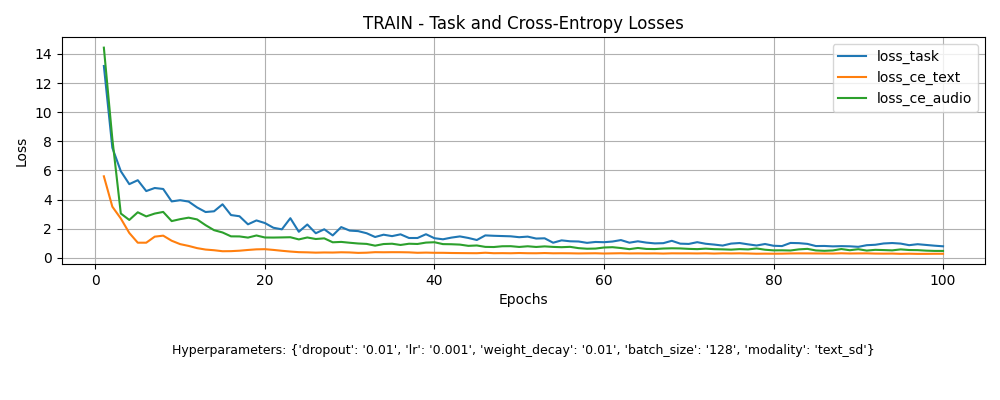 TRAIN - Task and Cross-Entropy Losses
Loss
14
12
10
8
6
4
2
0
loss_task
loss_ce_text
loss_ce_audio
0 20 40 60 80 100
Epochs
Hyperparameters: {'dropout': '0.01', 'lr': '0.001', 'weight_decay': '0.01', 'batch_size': '128', 'modality': 'text_sd'}